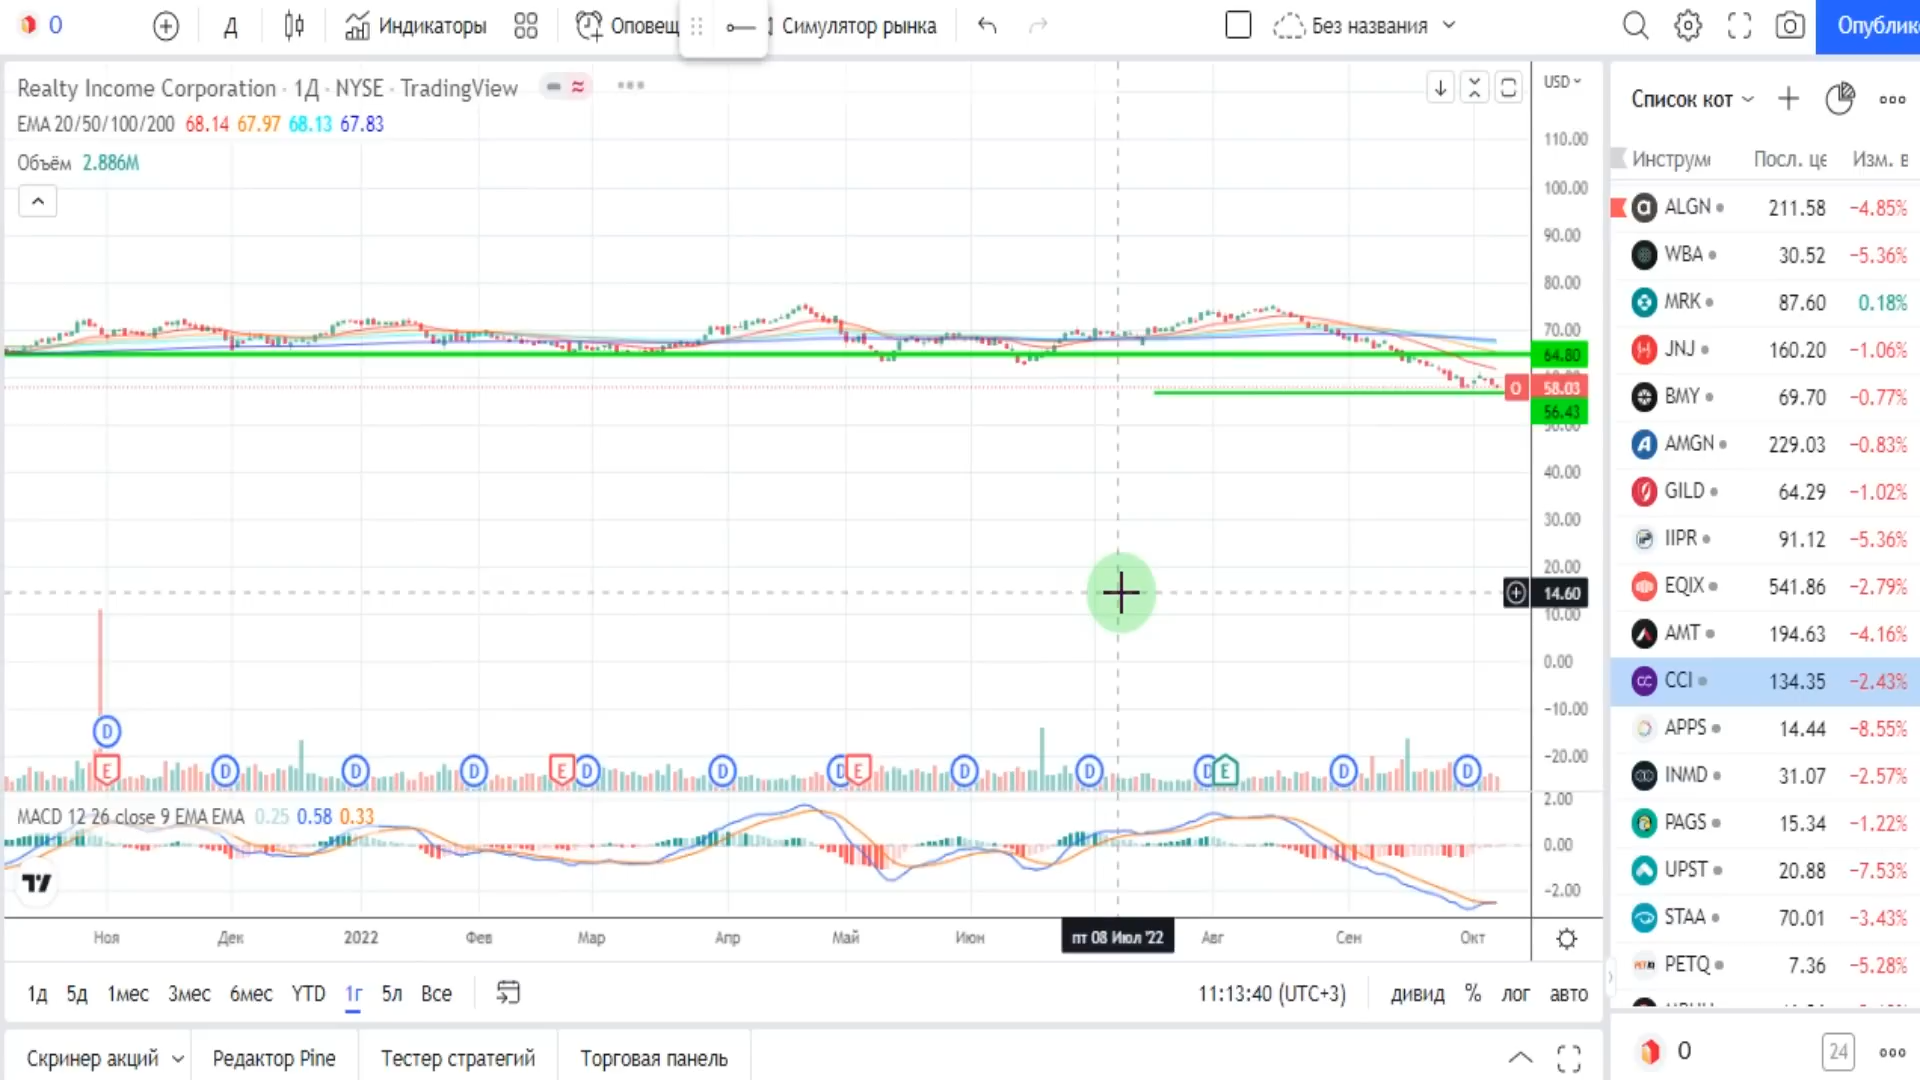 O
Д
Индикаторы
Оповещ
Симулятор рынка
Без названия
Опублик
Realty Income Corporation · 1Д · NYSE · TradingView
USD
EMA 20/50/100/200 68.14 67.97 68.13 67.83
Объём 2.886M
110.00
100.00
90.00
80.00
70.00
64.80
O 58.03
56.43
50.00
40.00
30.00
20.00
14.60
10.00
0.00
−10.00
−20.00
D
E D D D E D D D E D D D E D D
MACD 12 26 close 9 EMA EMA 0.25 0.58 0.33
2.00
0.00
−2.00
Ноя Дек 2022 Фев Мар Апр Май Июн пт 08 Июл '22 Авг Сен Окт
1д 5д 1мес 3мес 6мес YTD 1г 5л Все
11:13:40 (UTC+3) дивид % лог авто
Скринер акций Редактор Pine Тестер стратегий Торговая панель
Список кот
Инструм Посл. це Изм. в
ALGN 211.58 −4.85%
WBA 30.52 −5.36%
MRK 87.60 0.18%
JNJ 160.20 −1.06%
BMY 69.70 −0.77%
AMGN 229.03 −0.83%
GILD 64.29 −1.02%
IIPR 91.12 −5.36%
EQIX 541.86 −2.79%
AMT 194.63 −4.16%
CCI 134.35 −2.43%
APPS 14.44 −8.55%
INMD 31.07 −2.57%
PAGS 15.34 −1.22%
UPST 20.88 −7.53%
STAA 70.01 −3.43%
PETQ 7.36 −5.28%
O
24